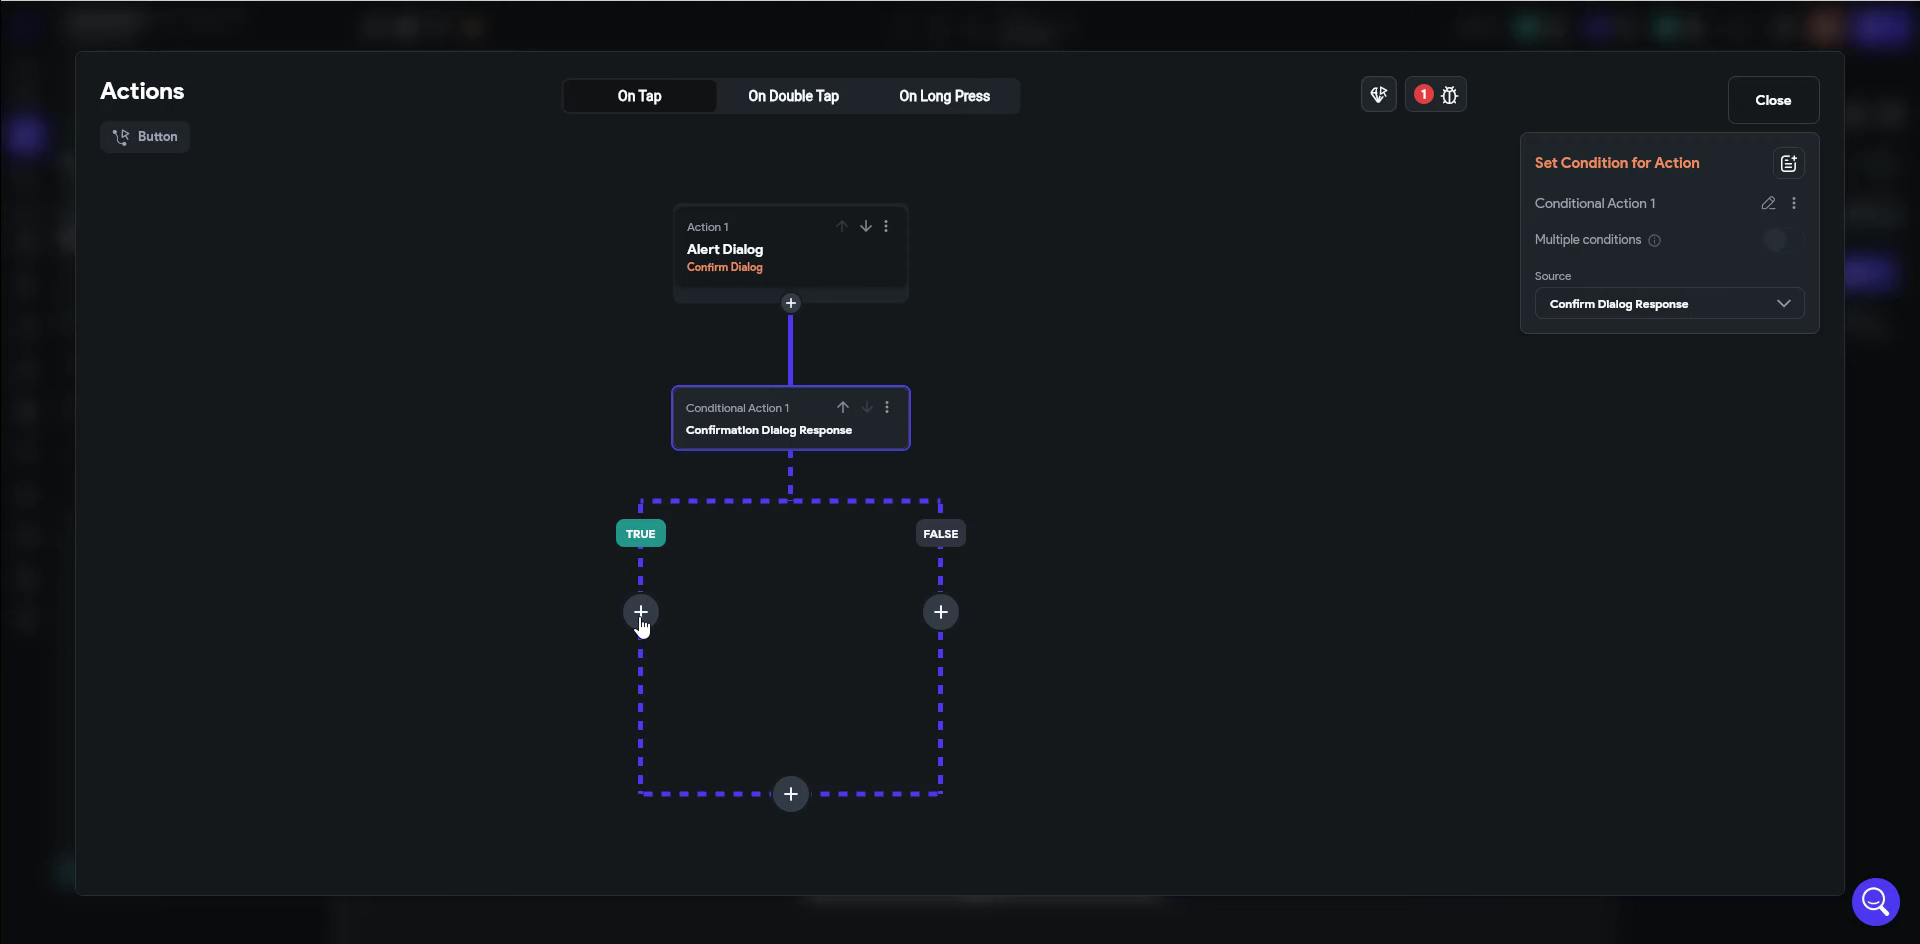 Actions
On Tap
On Double Tap
On Long Press
1
Close
Button
Set Condition for Action
Conditional Action 1
Multiple conditions
Source
Confirm Dialog Response
Action 1
Alert Dialog
Confirm Dialog
Conditional Action 1
Confirmation Dialog Response
TRUE
FALSE